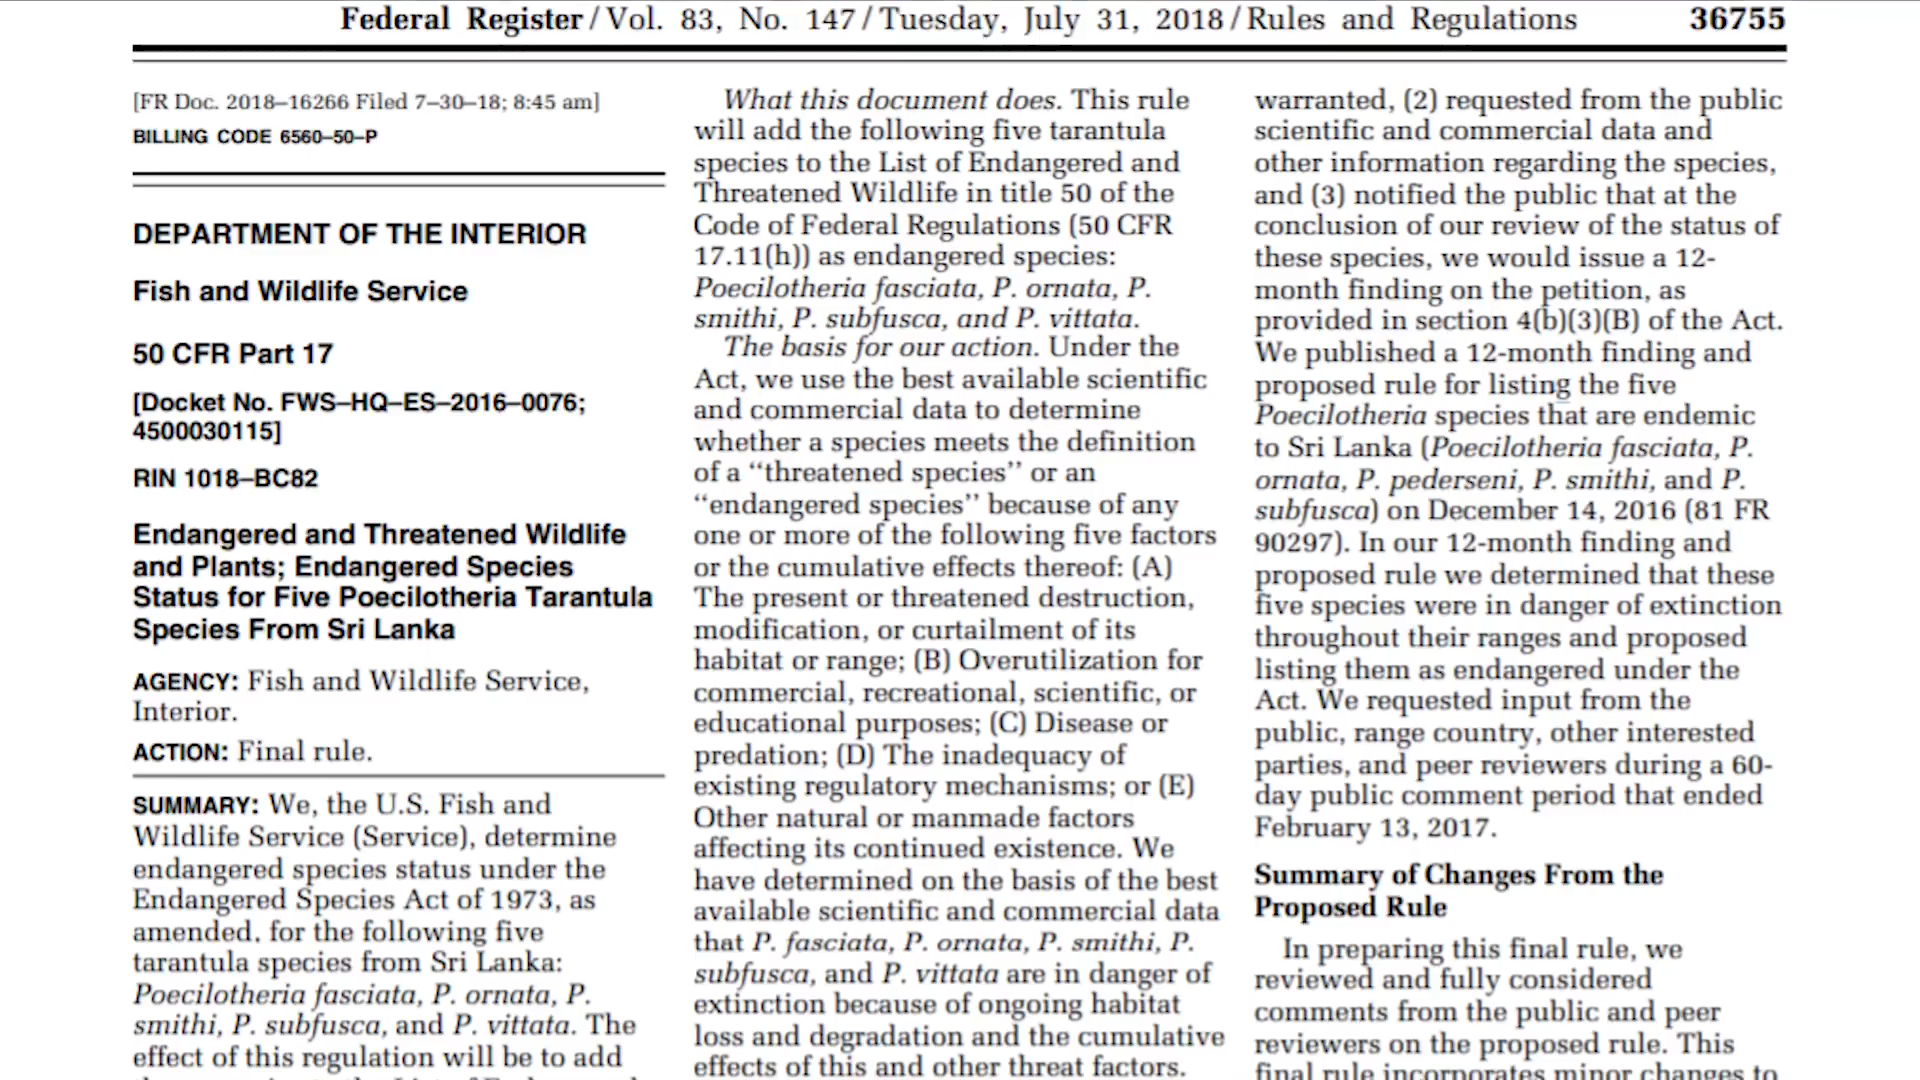 Federal Register/Vol. 83, No. 147/Tuesday, July 31, 2018/Rules and Regulations 36755
[FR Doc. 2018–16266 Filed 7–30–18; 8:45 am]
BILLING CODE 6560–50–P
DEPARTMENT OF THE INTERIOR
Fish and Wildlife Service
50 CFR Part 17
[Docket No. FWS–HQ–ES–2016–0076;
4500030115]
RIN 1018–BC82
Endangered and Threatened Wildlife
and Plants; Endangered Species
Status for Five Poecilotheria Tarantula
Species From Sri Lanka
AGENCY: Fish and Wildlife Service,
Interior.
ACTION: Final rule.
SUMMARY: We, the U.S. Fish and
Wildlife Service (Service), determine
endangered species status under the
Endangered Species Act of 1973, as
amended, for the following five
tarantula species from Sri Lanka:
Poecilotheria fasciata, P. ornata, P.
smithi, P. subfusca, and P. vittata. The
effect of this regulation will be to add
What this document does. This rule
will add the following five tarantula
species to the List of Endangered and
Threatened Wildlife in title 50 of the
Code of Federal Regulations (50 CFR
17.11(h)) as endangered species:
Poecilotheria fasciata, P. ornata, P.
smithi, P. subfusca, and P. vittata.
The basis for our action. Under the
Act, we use the best available scientific
and commercial data to determine
whether a species meets the definition
of a ‘‘threatened species’’ or an
‘‘endangered species’’ because of any
one or more of the following five factors
or the cumulative effects thereof: (A)
The present or threatened destruction,
modification, or curtailment of its
habitat or range; (B) Overutilization for
commercial, recreational, scientific, or
educational purposes; (C) Disease or
predation; (D) The inadequacy of
existing regulatory mechanisms; or (E)
Other natural or manmade factors
affecting its continued existence. We
have determined on the basis of the best
available scientific and commercial data
that P. fasciata, P. ornata, P. smithi, P.
subfusca, and P. vittata are in danger of
extinction because of ongoing habitat
loss and degradation and the cumulative
effects of this and other threat factors.
warranted, (2) requested from the public
scientific and commercial data and
other information regarding the species,
and (3) notified the public that at the
conclusion of our review of the status of
these species, we would issue a 12-
month finding on the petition, as
provided in section 4(b)(3)(B) of the Act.
We published a 12-month finding and
proposed rule for listing the five
Poecilotheria species that are endemic
to Sri Lanka (Poecilotheria fasciata, P.
ornata, P. pederseni, P. smithi, and P.
subfusca) on December 14, 2016 (81 FR
90297). In our 12-month finding and
proposed rule we determined that these
five species were in danger of extinction
throughout their ranges and proposed
listing them as endangered under the
Act. We requested input from the
public, range country, other interested
parties, and peer reviewers during a 60-
day public comment period that ended
February 13, 2017.
Summary of Changes From the
Proposed Rule
In preparing this final rule, we
reviewed and fully considered
comments from the public and peer
reviewers on the proposed rule. This
final rule incorporates minor changes to